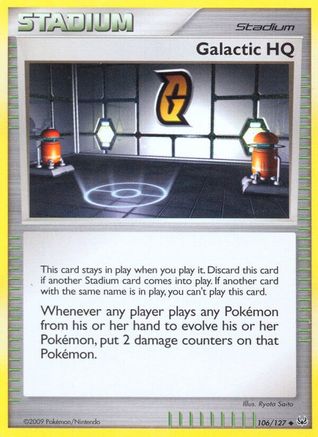 STADIUM
Stadium
Galactic HQ
G
This card stays in play when you play it. Discard this card
if another Stadium card comes into play. If another card
with the same name is in play, you can't play this card.
Whenever any player plays any Pokémon
from his or her hand to evolve his or her
Pokémon, put 2 damage counters on that
Pokémon.
Illus. Ryota Saito
©2009 Pokémon/Nintendo
106/127